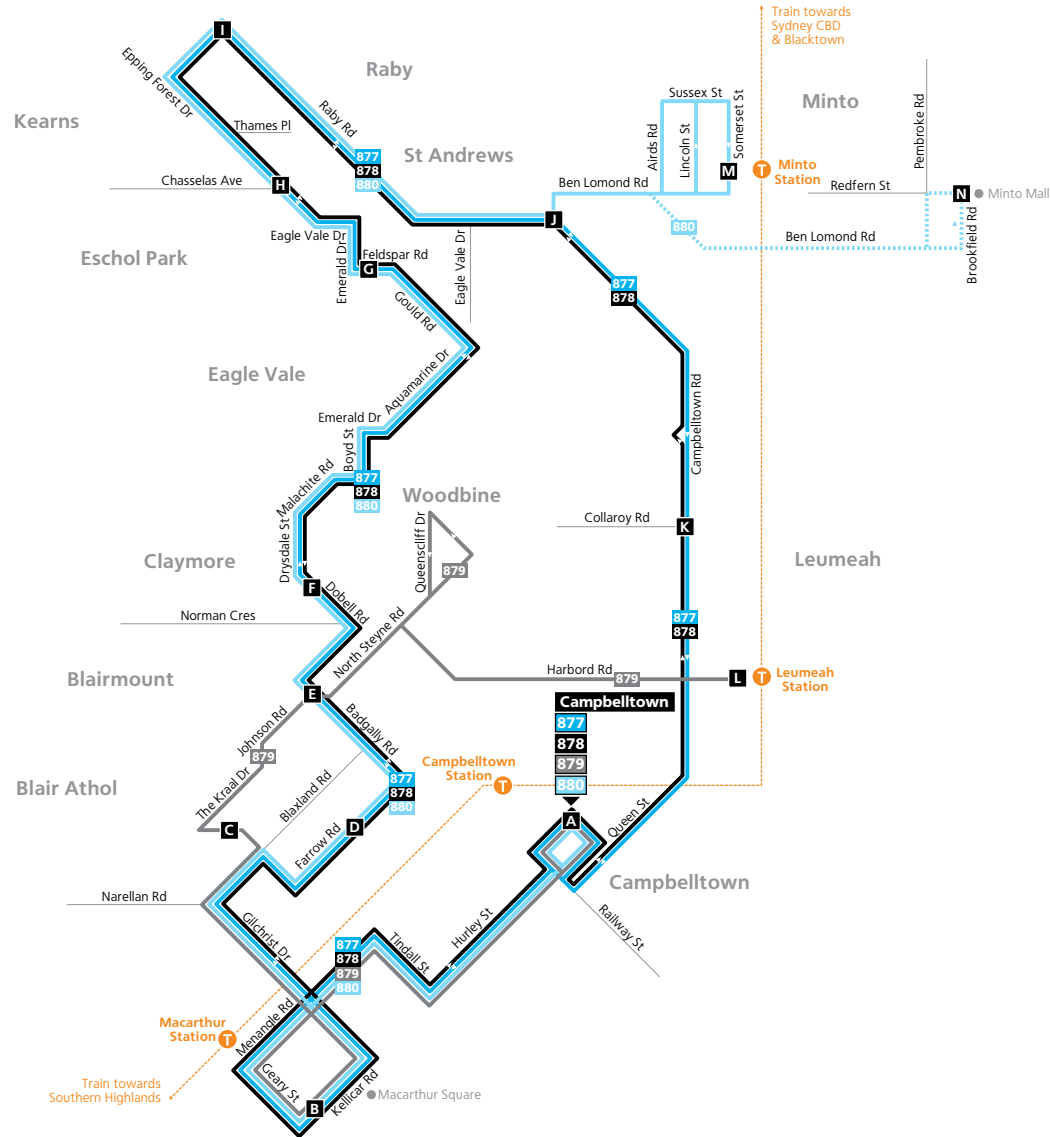 Train towards
Sydney CBD
& Blacktown
I
Raby
Epping Forest Dr
Raby Rd
Kearns
Thames Pl
877
878
880
St Andrews
Sussex St
Airds Rd
Lincoln St
Somerset St
M
Minto
Pembroke Rd
T
Minto
Station
Chasselas Ave
H
Ben Lomond Rd
Redfern St
N
Minto Mall
J
880
Ben Lomond Rd
Brookfield Rd
Eagle Vale Dr
Emerald Dr
Eschol Park
Feldspar Rd
G
Eagle Vale Dr
Gould Rd
877
878
Eagle Vale
Aquamarine Dr
Campbelltown Rd
Emerald Dr
Boyd St
Malachite Rd
877
878
880
Woodbine
Queenscliff Dr
Collaroy Rd
K
Drysdale St
Claymore
879
Leumeah
F
Dobell Rd
Norman Cres
North Steyne Rd
877
878
Blairmount
Harbord Rd
879
L
T
Leumeah
Station
E
Campbelltown
877
878
879
880
Johnson Rd
Badgally Rd
879
The Kraal Dr
Blaxland Rd
Campbelltown
Station
T
877
878
880
Blair Athol
C
D
Farrow Rd
A
Queen St
Campbelltown
Narellan Rd
Gilchrist Dr
Railway St
Hurley St
Tindall St
877
878
879
880
Macarthur
Station
T
Menangle Rd
Geary St
B
Kellicar Rd
Macarthur Square
Train towards
Southern Highlands